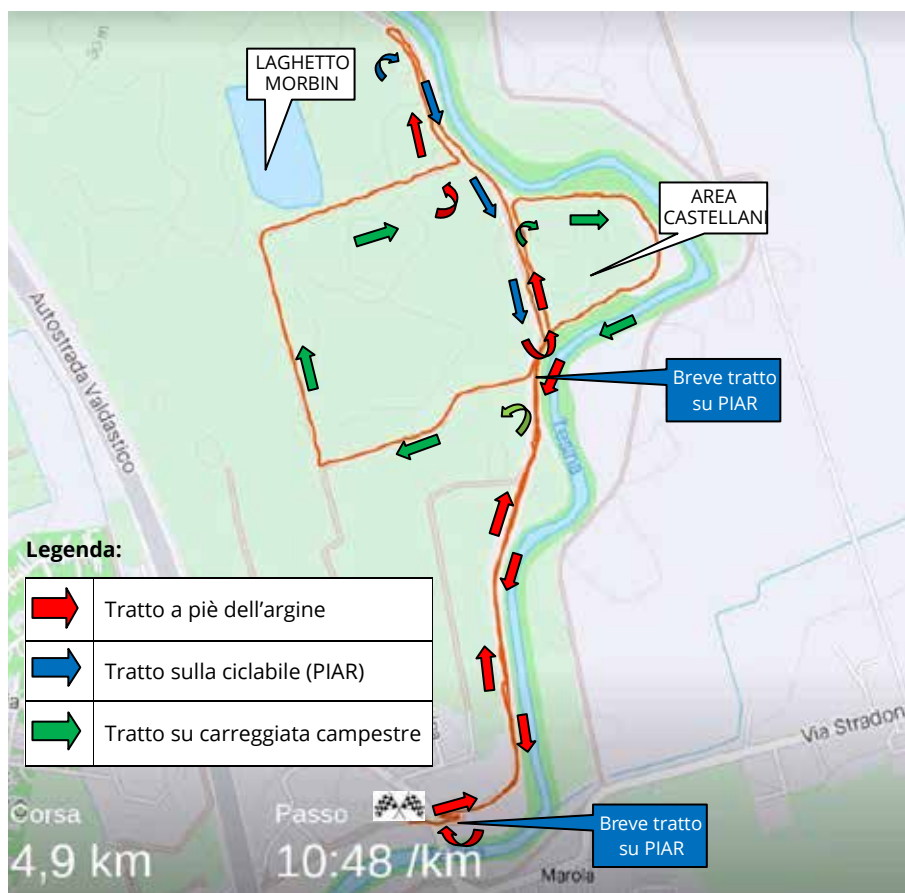 50 m
LAGHETTO
MORBIN
AREA
CASTELLANI
Autostrada Valdastico
Breve tratto
su PIAR
Tesina
Legenda:
Tratto a piè dell'argine
Tratto sulla ciclabile (PIAR)
Tratto su carreggiata campestre
Via Stradon
Corsa
4,9 km
Passo
10:48 /km
Breve tratto
su PIAR
Marola